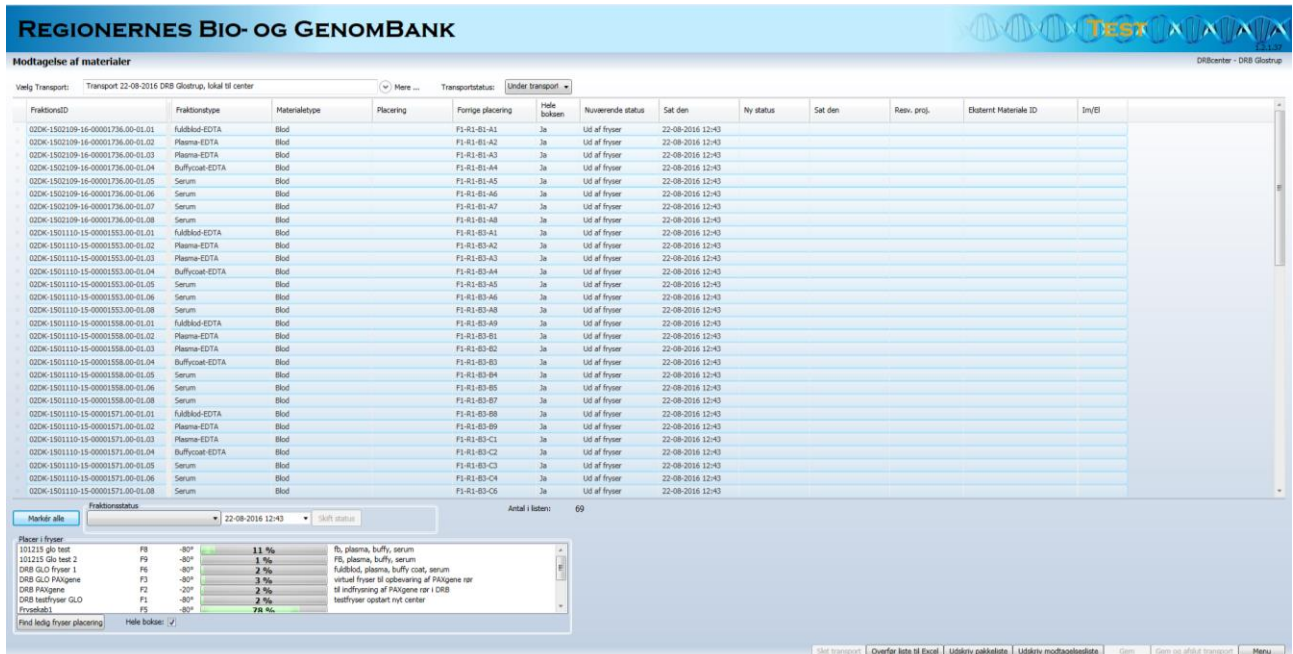 REGIONERNES BIO- OG GENOMBANK
TEST
12.1.37
Modtagelse af materialer
DRBcenter - DRB Glostrup
Vælg Transport: Transport 22-08-2016 DRB Glostrup, lokal til center Mere ... Transportstatus: Under transport
FraktionsID Fraktionstype Materialetype Placering Forrige placering Hele boksen Nuværende status Sat den Ny status Sat den Resv. proj. Eksternt Materiale ID Im/El
02DK-1502109-16-00001736.00-01.01 fuldblod-EDTA Blod F1-R1-B1-A1 Ja Ud af fryser 22-08-2016 12:43
02DK-1502109-16-00001736.00-01.02 Plasma-EDTA Blod F1-R1-B1-A2 Ja Ud af fryser 22-08-2016 12:43
02DK-1502109-16-00001736.00-01.03 Plasma-EDTA Blod F1-R1-B1-A3 Ja Ud af fryser 22-08-2016 12:43
02DK-1502109-16-00001736.00-01.04 Buffycoat-EDTA Blod F1-R1-B1-A4 Ja Ud af fryser 22-08-2016 12:43
02DK-1502109-16-00001736.00-01.05 Serum Blod F1-R1-B1-A5 Ja Ud af fryser 22-08-2016 12:43
02DK-1502109-16-00001736.00-01.06 Serum Blod F1-R1-B1-A6 Ja Ud af fryser 22-08-2016 12:43
02DK-1502109-16-00001736.00-01.07 Serum Blod F1-R1-B1-A7 Ja Ud af fryser 22-08-2016 12:43
02DK-1502109-16-00001736.00-01.08 Serum Blod F1-R1-B1-A8 Ja Ud af fryser 22-08-2016 12:43
02DK-1501110-15-00001553.00-01.01 fuldblod-EDTA Blod F1-R1-B3-A1 Ja Ud af fryser 22-08-2016 12:43
02DK-1501110-15-00001553.00-01.02 Plasma-EDTA Blod F1-R1-B3-A2 Ja Ud af fryser 22-08-2016 12:43
02DK-1501110-15-00001553.00-01.03 Plasma-EDTA Blod F1-R1-B3-A3 Ja Ud af fryser 22-08-2016 12:43
02DK-1501110-15-00001553.00-01.04 Buffycoat-EDTA Blod F1-R1-B3-A4 Ja Ud af fryser 22-08-2016 12:43
02DK-1501110-15-00001553.00-01.05 Serum Blod F1-R1-B3-A5 Ja Ud af fryser 22-08-2016 12:43
02DK-1501110-15-00001553.00-01.06 Serum Blod F1-R1-B3-A6 Ja Ud af fryser 22-08-2016 12:43
02DK-1501110-15-00001553.00-01.08 Serum Blod F1-R1-B3-A8 Ja Ud af fryser 22-08-2016 12:43
02DK-1501110-15-00001558.00-01.01 fuldblod-EDTA Blod F1-R1-B3-A9 Ja Ud af fryser 22-08-2016 12:43
02DK-1501110-15-00001558.00-01.02 Plasma-EDTA Blod F1-R1-B3-B1 Ja Ud af fryser 22-08-2016 12:43
02DK-1501110-15-00001558.00-01.03 Plasma-EDTA Blod F1-R1-B3-B2 Ja Ud af fryser 22-08-2016 12:43
02DK-1501110-15-00001558.00-01.04 Buffycoat-EDTA Blod F1-R1-B3-B3 Ja Ud af fryser 22-08-2016 12:43
02DK-1501110-15-00001558.00-01.05 Serum Blod F1-R1-B3-B4 Ja Ud af fryser 22-08-2016 12:43
02DK-1501110-15-00001558.00-01.06 Serum Blod F1-R1-B3-B5 Ja Ud af fryser 22-08-2016 12:43
02DK-1501110-15-00001558.00-01.08 Serum Blod F1-R1-B3-B7 Ja Ud af fryser 22-08-2016 12:43
02DK-1501110-15-00001571.00-01.01 fuldblod-EDTA Blod F1-R1-B3-B8 Ja Ud af fryser 22-08-2016 12:43
02DK-1501110-15-00001571.00-01.02 Plasma-EDTA Blod F1-R1-B3-B9 Ja Ud af fryser 22-08-2016 12:43
02DK-1501110-15-00001571.00-01.03 Plasma-EDTA Blod F1-R1-B3-C1 Ja Ud af fryser 22-08-2016 12:43
02DK-1501110-15-00001571.00-01.04 Buffycoat-EDTA Blod F1-R1-B3-C2 Ja Ud af fryser 22-08-2016 12:43
02DK-1501110-15-00001571.00-01.05 Serum Blod F1-R1-B3-C3 Ja Ud af fryser 22-08-2016 12:43
02DK-1501110-15-00001571.00-01.06 Serum Blod F1-R1-B3-C4 Ja Ud af fryser 22-08-2016 12:43
02DK-1501110-15-00001571.00-01.08 Serum Blod F1-R1-B3-C6 Ja Ud af fryser 22-08-2016 12:43
Fraktionsstatus Antal i listen: 69
Markér alle 22-08-2016 12:43 Skift status
Placer i fryser
101215 glo test F8 -80° 11 % fb, plasma, buffy, serum
101215 Glo test 2 F9 -80° 1 % FB, plasma, buffy, serum
DRB GLO fryser 1 F6 -80° 2 % fuldblod, plasma, buffy coat, serum
DRB GLO PAXgene F3 -80° 3 % virtuel fryser til opbevaring af PAXgene rør
DRB PAXgene F2 -20° 2 % til indfrysning af PAXgene rør i DRB
DRB testfryser GLO F1 -80° 2 % testfryser opstart nyt center
Frysekab1 F5 -80° 78 %
Find ledig fryser placering Hele bokse:
Slet transport Overfør liste til Excel Udskriv pakkeliste Udskriv modtagelsesliste Gem Gem og afslut transport Menu